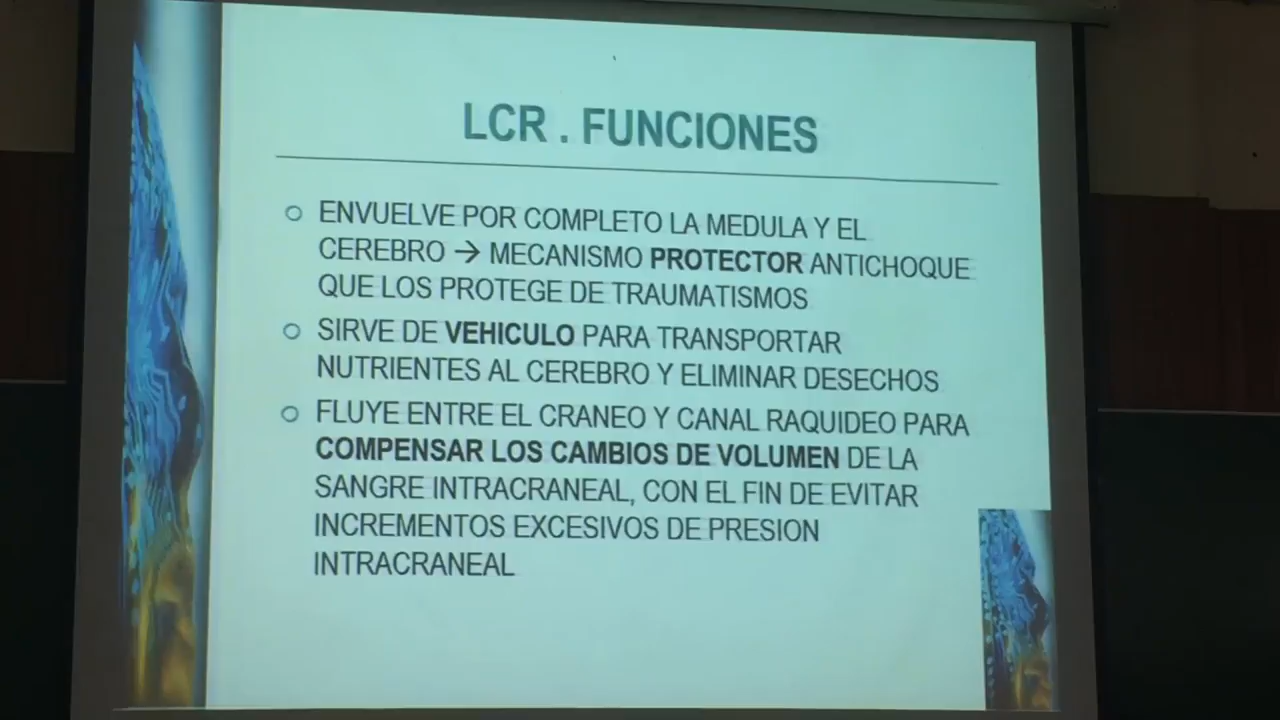 LCR . FUNCIONES
ENVUELVE POR COMPLETO LA MEDULA Y EL
CEREBRO → MECANISMO PROTECTOR ANTICHOQUE
QUE LOS PROTEGE DE TRAUMATISMOS
SIRVE DE VEHICULO PARA TRANSPORTAR
NUTRIENTES AL CEREBRO Y ELIMINAR DESECHOS
FLUYE ENTRE EL CRANEO Y CANAL RAQUIDEO PARA
COMPENSAR LOS CAMBIOS DE VOLUMEN DE LA
SANGRE INTRACRANEAL, CON EL FIN DE EVITAR
INCREMENTOS EXCESIVOS DE PRESION
INTRACRANEAL